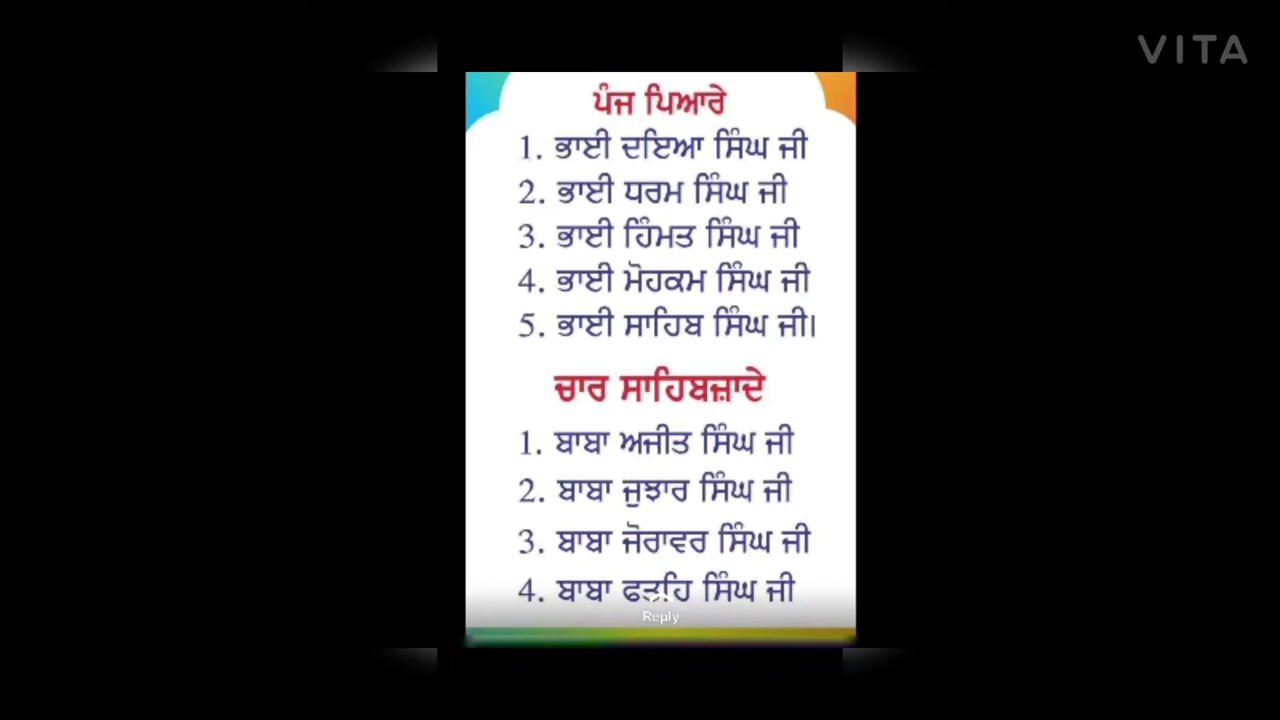 VITA
ਪੰਜ ਪਿਆਰੇ
1. ਭਾਈ ਦਇਆ ਸਿੰਘ ਜੀ
2. ਭਾਈ ਧਰਮ ਸਿੰਘ ਜੀ
3. ਭਾਈ ਹਿੰਮਤ ਸਿੰਘ ਜੀ
4. ਭਾਈ ਮੋਹਕਮ ਸਿੰਘ ਜੀ
5. ਭਾਈ ਸਾਹਿਬ ਸਿੰਘ ਜੀ।
ਚਾਰ ਸਾਹਿਬਜ਼ਾਦੇ
1. ਬਾਬਾ ਅਜੀਤ ਸਿੰਘ ਜੀ
2. ਬਾਬਾ ਜੁਝਾਰ ਸਿੰਘ ਜੀ
3. ਬਾਬਾ ਜੋਰਾਵਰ ਸਿੰਘ ਜੀ
4. ਬਾਬਾ ਫਤਹਿ ਸਿੰਘ ਜੀ
Reply